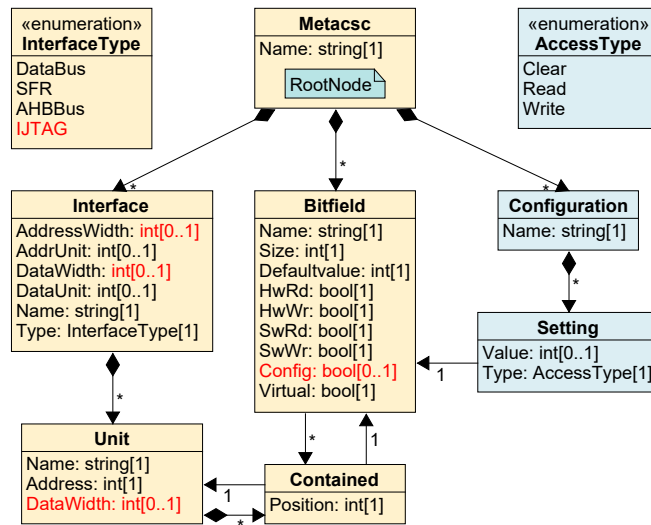 «enumeration»
InterfaceType
DataBus
SFR
AHBBus
IJTAG
Metacsc
Name: string[1]
RootNode
«enumeration»
AccessType
Clear
Read
Write
*
*
*
Interface
AddressWidth: int[0..1]
AddrUnit: int[0..1]
DataWidth: int[0..1]
DataUnit: int[0..1]
Name: string[1]
Type: InterfaceType[1]
Bitfield
Name: string[1]
Size: int[1]
Defaultvalue: int[1]
HwRd: bool[1]
HwWr: bool[1]
SwRd: bool[1]
SwWr: bool[1]
Config: bool[0..1]
Virtual: bool[1]
Configuration
Name: string[1]
*
Setting
Value: int[0..1]
Type: AccessType[1]
1
*
*
1
Unit
Name: string[1]
Address: int[1]
DataWidth: int[0..1]
1
*
Contained
Position: int[1]